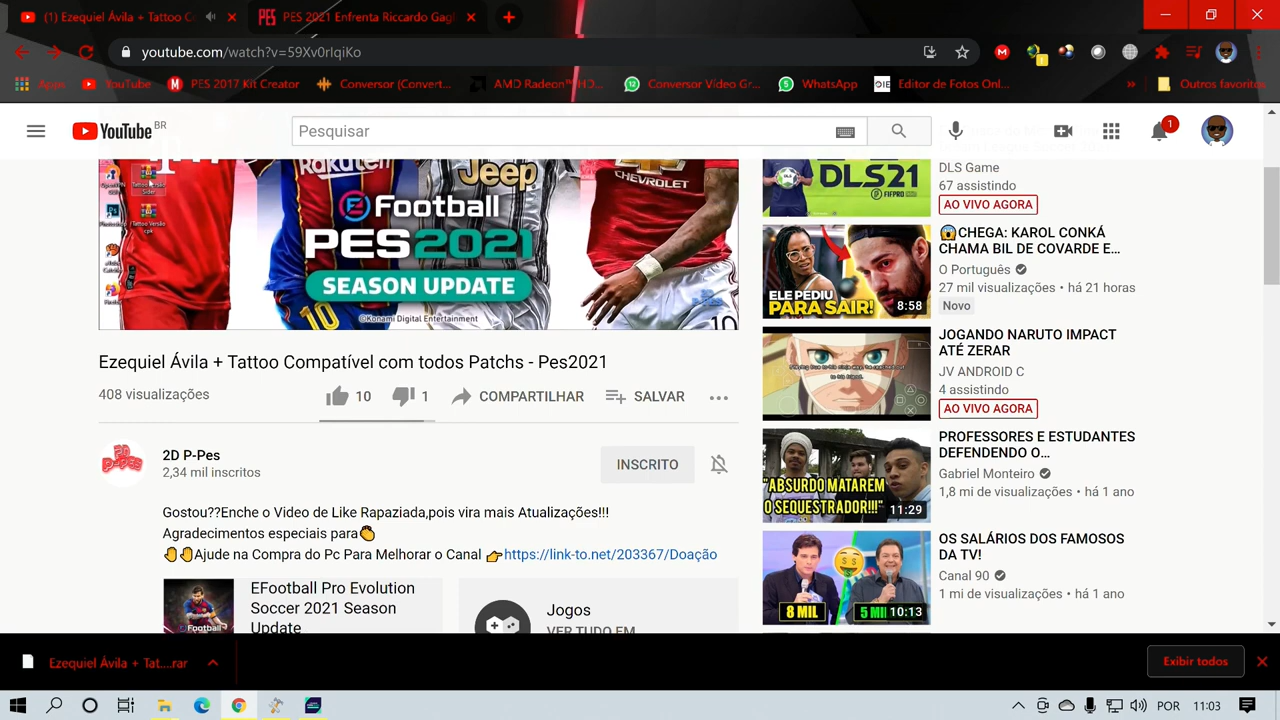 (1) Ezequiel Ávila + Tattoo Co
PES 2021 Enfrenta Riccardo Gagl
youtube.com/watch?v=59Xv0rIqiKo
Apps
YouTube
PES 2017 Kit Creator
Conversor (Convert...
AMD Radeon™ HD...
Conversor Vídeo Gr...
WhatsApp
Editor de Fotos Onl...
»
Outros favoritos
YouTube BR
Pesquisar
1
Rakuten
Jeep
CHEVROLET
eFootball
PES2021
SEASON UPDATE
©Konami Digital Entertainment
10
Ezequiel Ávila + Tattoo Compatível com todos Patchs - Pes2021
408 visualizações
10
1
COMPARTILHAR
SALVAR
2D P-Pes
2D P-Pes
2,34 mil inscritos
INSCRITO
Gostou??Enche o Video de Like Rapaziada,pois vira mais Atualizações!!!
Agradecimentos especiais para👏
🤚🤚Ajude na Compra do Pc Para Melhorar o Canal 👉https://link-to.net/203367/Doação
EFootball Pro Evolution
Soccer 2021 Season
Update
Jogos
VER TUDO EM
DLS21
FIFPRO
DLS Game
67 assistindo
AO VIVO AGORA
ELE PEDIU
PARA SAIR!
8:58
😱CHEGA: KAROL CONKÁ
CHAMA BIL DE COVARDE E...
O Português
27 mil visualizações • há 21 horas
Novo
JOGANDO NARUTO IMPACT
ATÉ ZERAR
JV ANDROID C
4 assistindo
AO VIVO AGORA
"ABSURDO MATAREM
O SEQUESTRADOR!!!"
11:29
PROFESSORES E ESTUDANTES
DEFENDENDO O...
Gabriel Monteiro
1,8 mi de visualizações • há 1 ano
8 MIL
5 MI
10:13
OS SALÁRIOS DOS FAMOSOS
DA TV!
Canal 90
1 mi de visualizações • há 1 ano
Ezequiel Ávila + Tat....rar
Exibir todos
POR
11:03